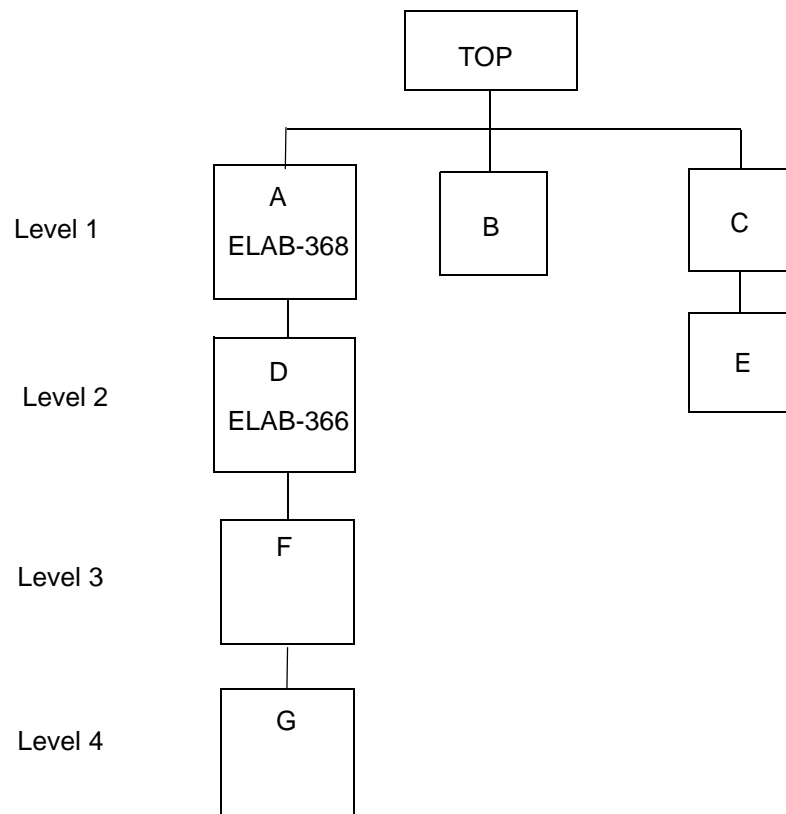 TOP
Level 1
A
ELAB-368
B
C
Level 2
D
ELAB-366
E
Level 3
F
Level 4
G